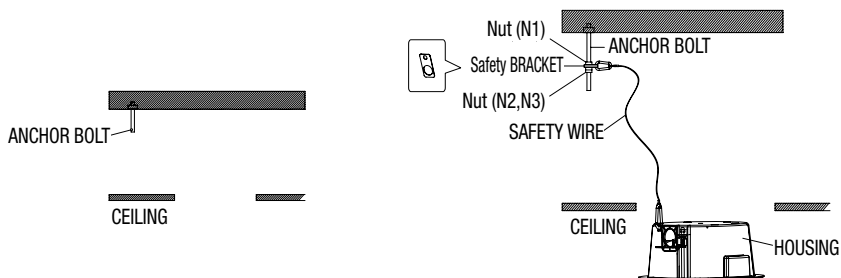 ANCHOR BOLT
CEILING
Nut (N1)
ANCHOR BOLT
Safety BRACKET
Nut (N2,N3)
SAFETY WIRE
CEILING
HOUSING